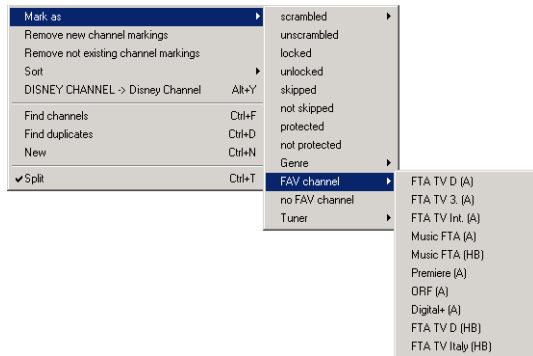 Mark as
Remove new channel markings
Remove not existing channel markings
Sort
DISNEY CHANNEL -> Disney Channel Alt+Y
Find channels Ctrl+F
Find duplicates Ctrl+D
New Ctrl+N
Split Ctrl+T
scrambled
unscrambled
locked
unlocked
skipped
not skipped
protected
not protected
Genre
FAV channel
no FAV channel
Tuner
FTA TV D (A)
FTA TV 3. (A)
FTA TV Int. (A)
Music FTA (A)
Music FTA (HB)
Premiere (A)
ORF (A)
Digital+ (A)
FTA TV D (HB)
FTA TV Italy (HB)